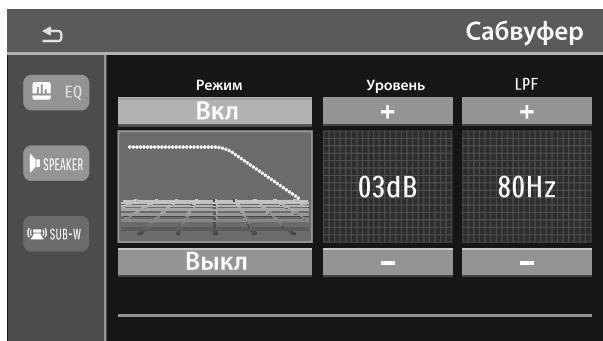 Сабвуфер
EQ
SPEAKER
SUB-W
Режим
Вкл
Выкл
Уровень
+
03dB
−
LPF
+
80Hz
−